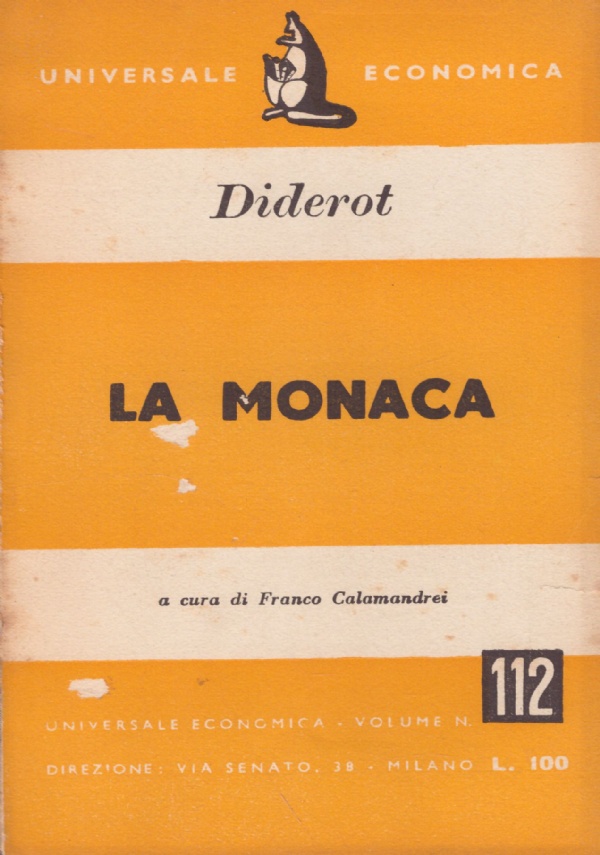 UNIVERSALE ECONOMICA
Diderot
LA MONACA
a cura di Franco Calamandrei
112
UNIVERSALE ECONOMICA - VOLUME N.
DIREZIONE: VIA SENATO, 38 - MILANO L. 100